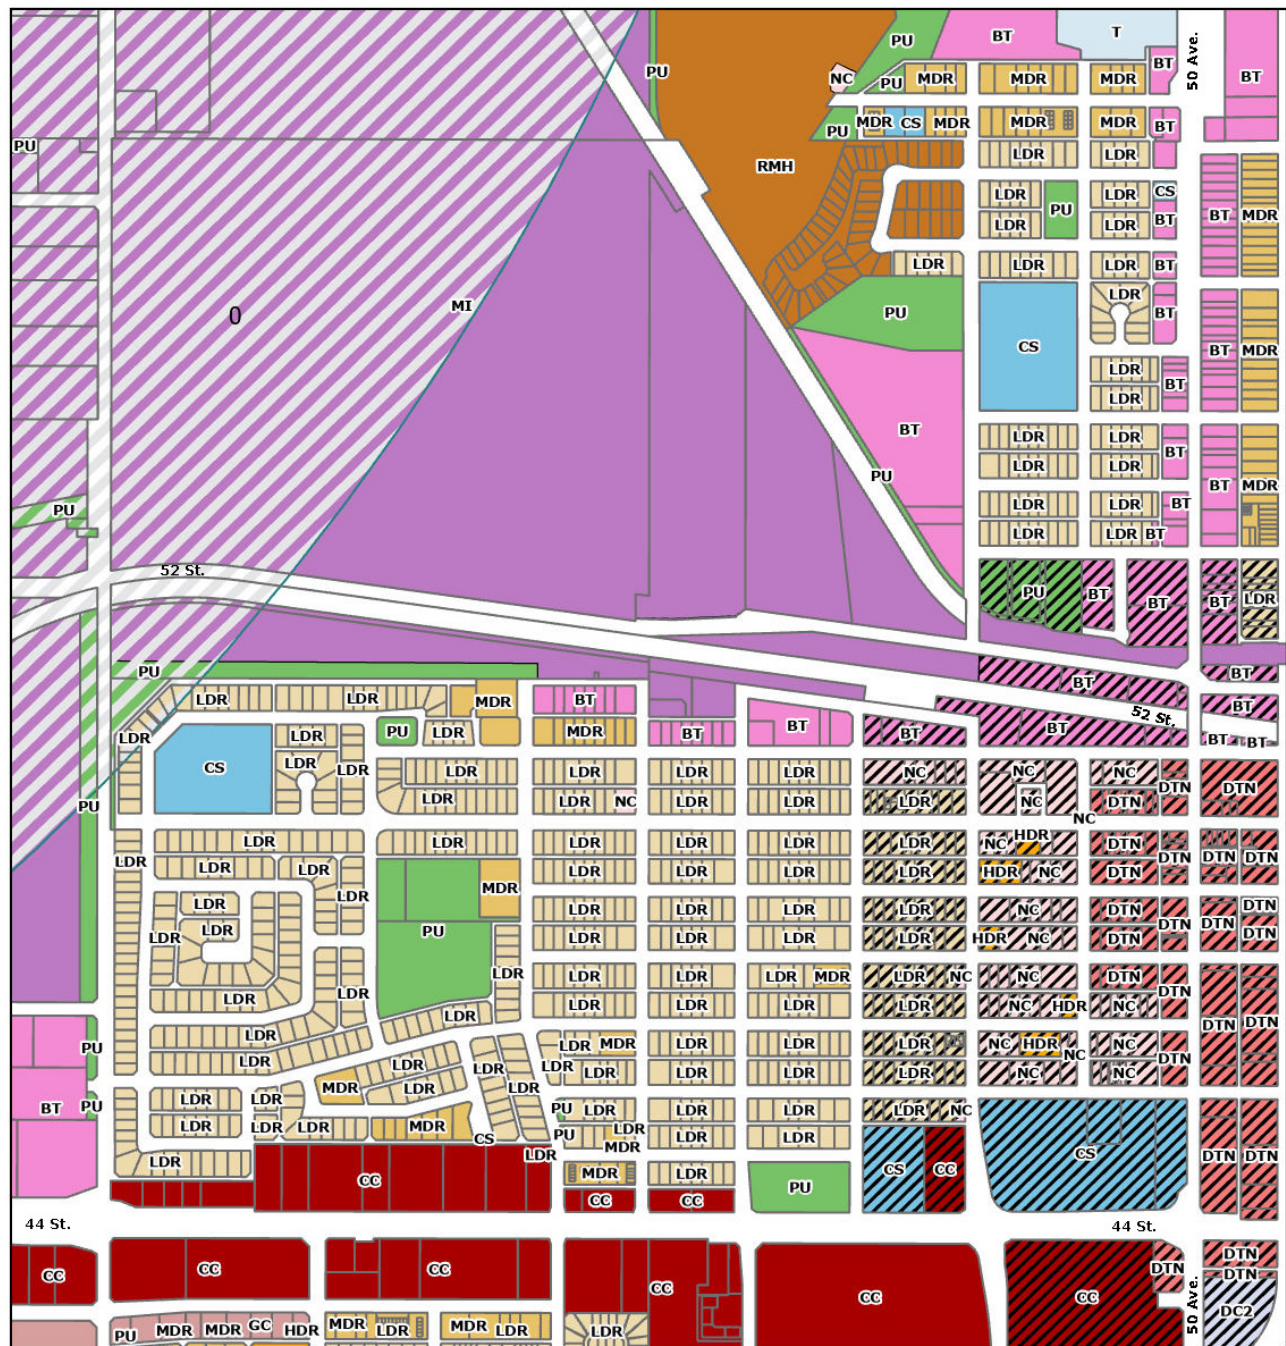 PU BT T 50 Ave.
PU NC PU MDR MDR MDR BT BT
PU MDR CS MDR MDR MDR BT
PU RMH LDR LDR
LDR PU LDR CS BT MDR
LDR LDR BT
LDR LDR LDR BT
0 MI PU CS LDR BT BT MDR
LDR BT
LDR
BT LDR LDR BT
PU LDR LDR
PU LDR LDR BT BT MDR
LDR LDR BT
52 St. PU BT BT BT LDR
PU BT BT
LDR LDR MDR BT BT 52 St. BT
LDR PU LDR MDR BT BT BT BT BT BT
CS LDR LDR LDR LDR LDR LDR LDR NC NC NC DTN DTN
PU LDR LDR NC LDR LDR LDR NC DTN NC
LDR LDR LDR LDR LDR LDR LDR NC HDR DTN DTN DTN DTN
LDR LDR LDR MDR LDR LDR LDR LDR HDR NC DTN
LDR LDR LDR LDR LDR NC DTN DTN DTN DTN
LDR LDR PU LDR LDR LDR LDR HDR NC DTN DTN
LDR LDR LDR LDR LDR LDR MDR LDR NC NC DTN DTN
LDR LDR LDR LDR LDR LDR NC HDR NC DTN DTN
PU LDR LDR LDR LDR MDR LDR LDR LDR NC HDR NC NC DTN
LDR MDR LDR LDR LDR LDR LDR LDR LDR LDR NC NC
BT PU LDR LDR PU LDR LDR LDR LDR NC
LDR LDR LDR MDR CS PU LDR MDR LDR LDR
LDR CC LDR MDR LDR PU CS CC CS DTN DTN
CC CC
44 St. 44 St.
CC CC CC CC CC CC DTN DTN DTN
PU MDR MDR GC HDR MDR LDR MDR LDR LDR 50 Ave. DC2